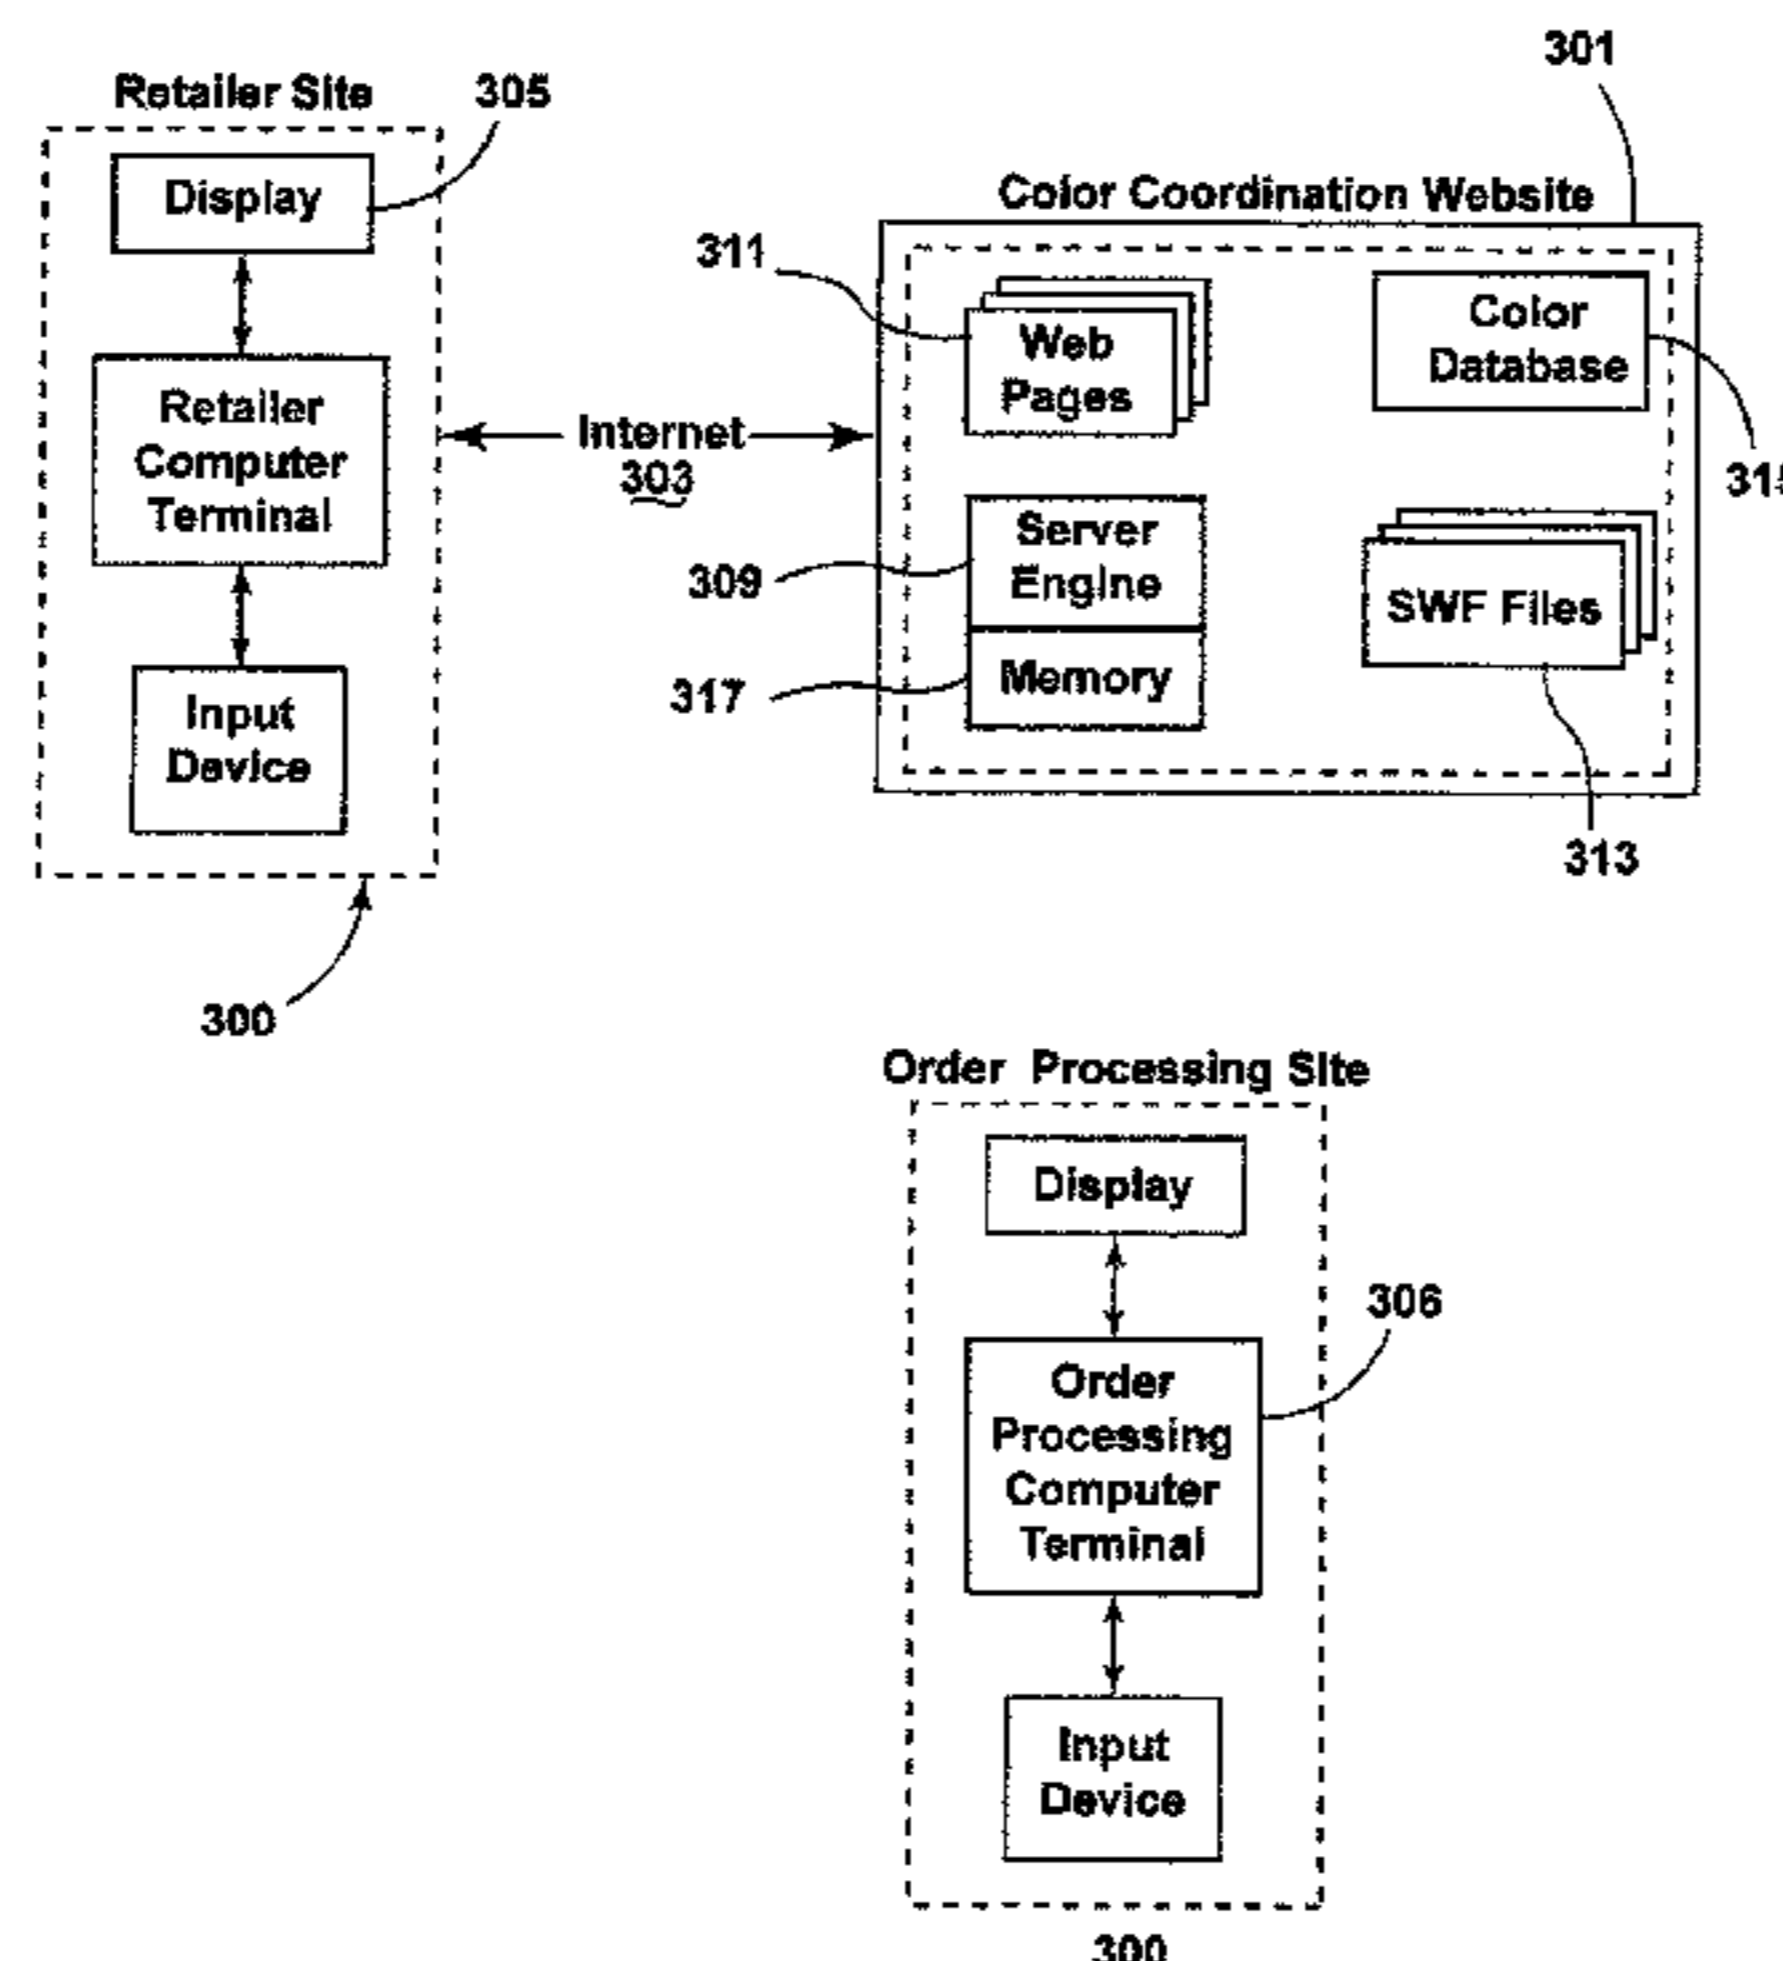 Retailer Site
305
Display
Retailer
Computer
Terminal
Input
Device
300
Internet
303
301
Color Coordination Website
311
Web
Pages
Color
Database
309
Server
Engine
317
Memory
SWF Files
313
Order Processing Site
Display
306
Order
Processing
Computer
Terminal
Input
Device
300